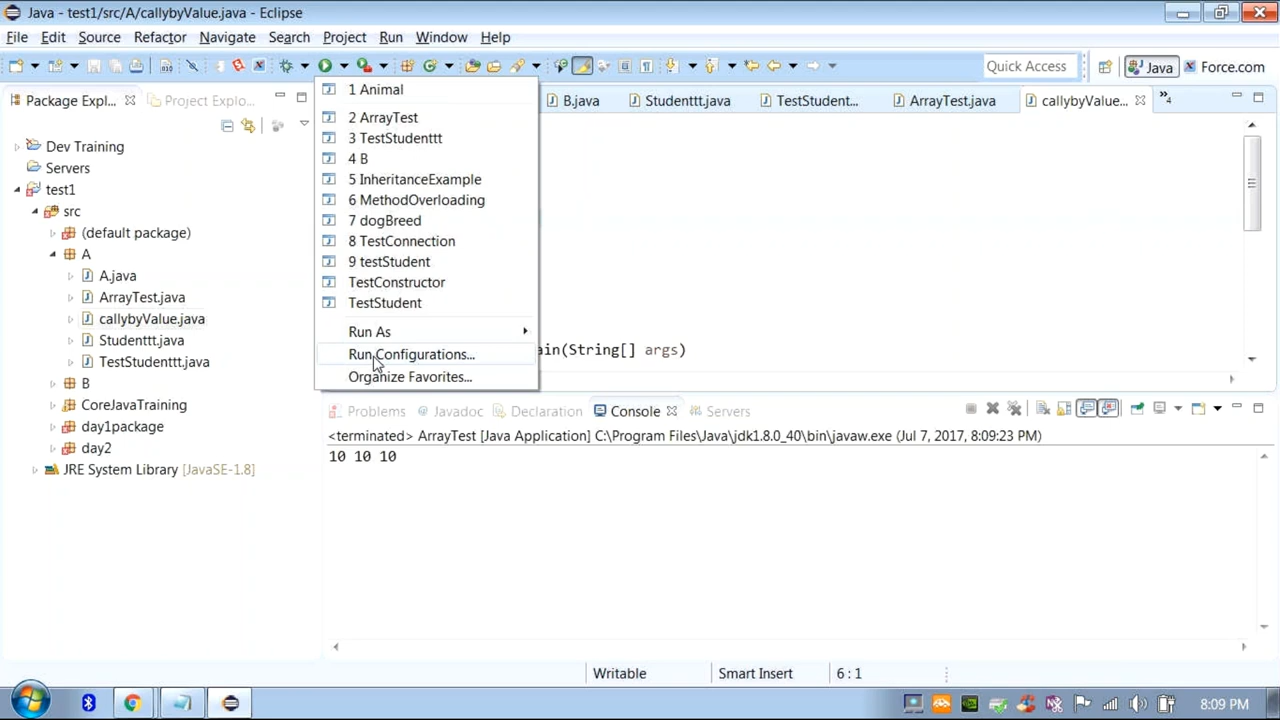 Java - test1/src/A/callybyValue.java - Eclipse
File Edit Source Refactor Navigate Search Project Run Window Help
Quick Access Java Force.com
Package Expl... Project Explo...
B.java Studenttt.java TestStudent... ArrayTest.java callybyValue... 4
1 Animal
2 ArrayTest
3 TestStudenttt
4 B
5 InheritanceExample
6 MethodOverloading
7 dogBreed
8 TestConnection
9 testStudent
TestConstructor
TestStudent
Run As
Run Configurations...
Organize Favorites...
Dev Training
Servers
test1
src
(default package)
A
A.java
ArrayTest.java
callybyValue.java
Studenttt.java
TestStudenttt.java
B
CoreJavaTraining
day1package
day2
JRE System Library [JavaSE-1.8]
ain(String[] args)
Problems Javadoc Declaration Console Servers
<terminated> ArrayTest [Java Application] C:\Program Files\Java\jdk1.8.0_40\bin\javaw.exe (Jul 7, 2017, 8:09:23 PM)
10 10 10
Writable Smart Insert 6 : 1
8:09 PM